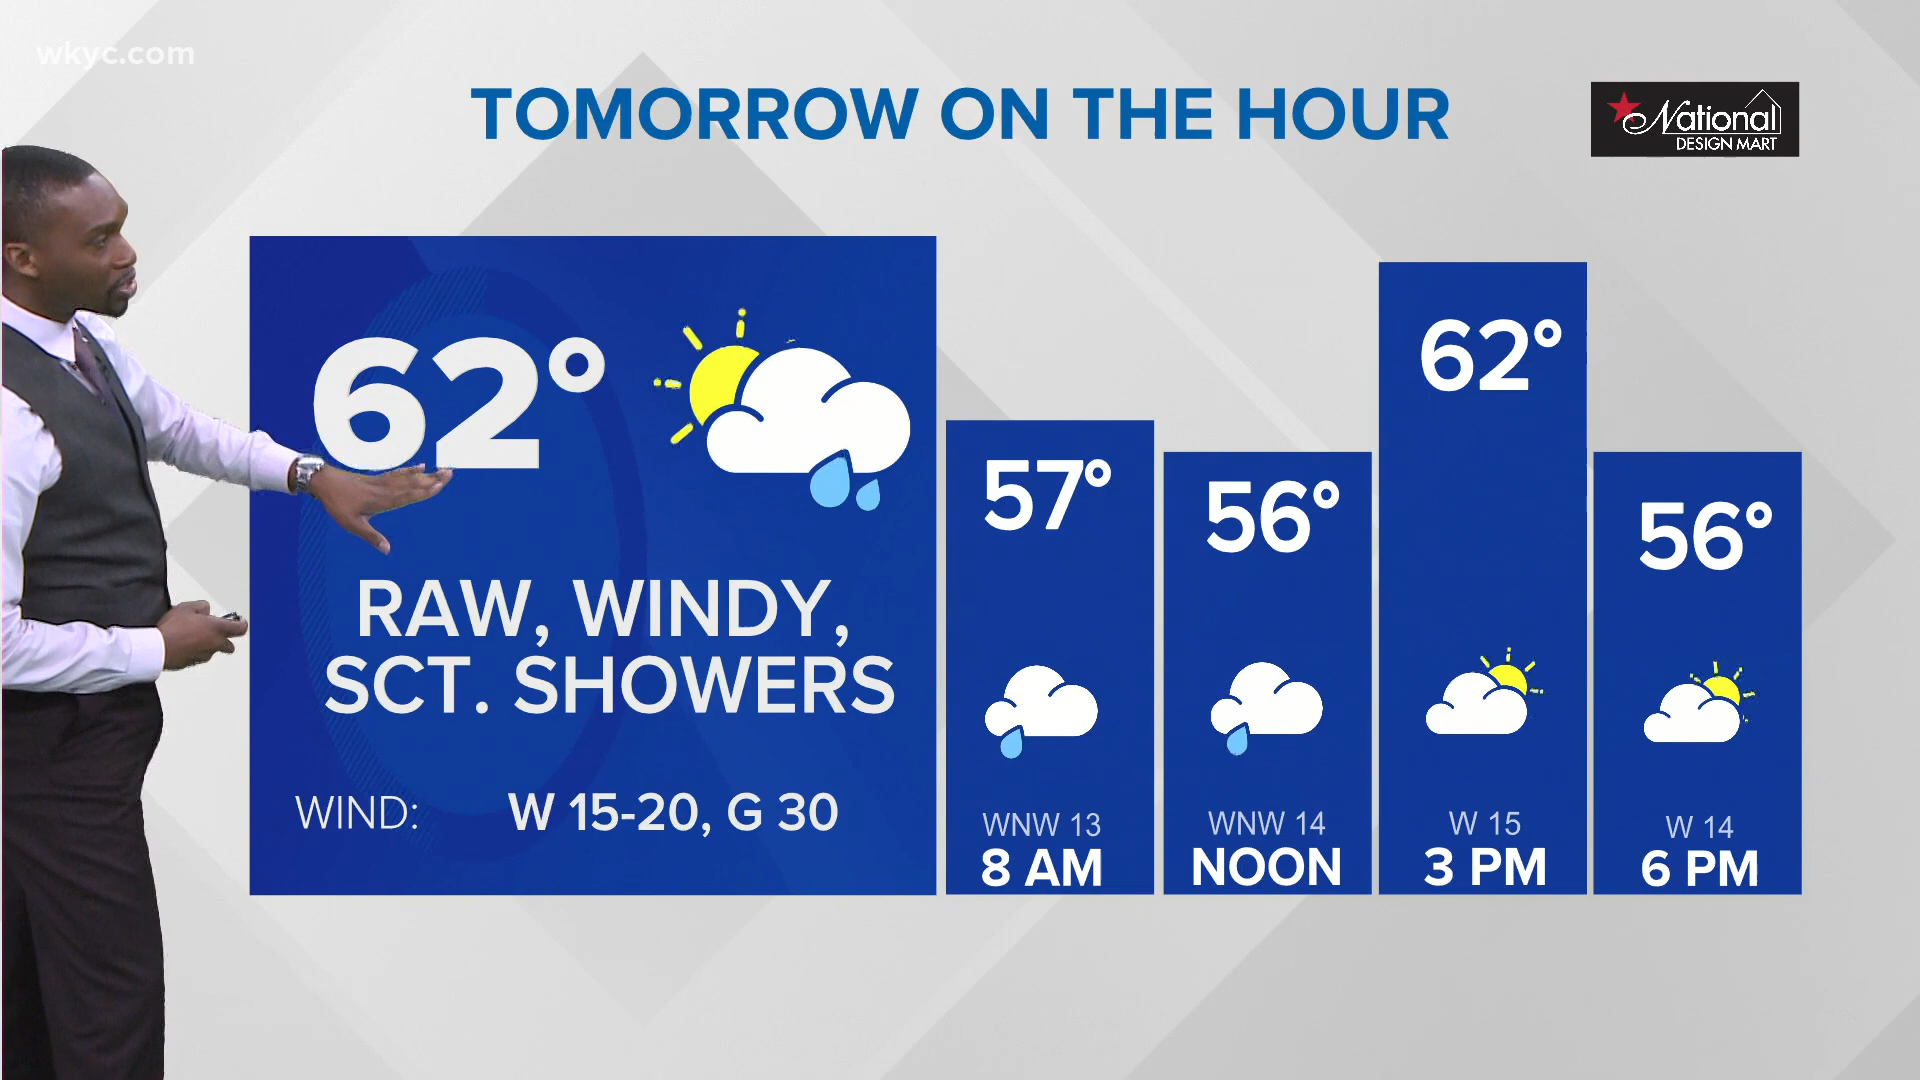 wkyc.com
TOMORROW ON THE HOUR
National
DESIGN MART
62°
RAW, WINDY,
SCT. SHOWERS
WIND: W 15-20, G 30
57°
WNW 13
8 AM
56°
WNW 14
NOON
62°
W 15
3 PM
56°
W 14
6 PM